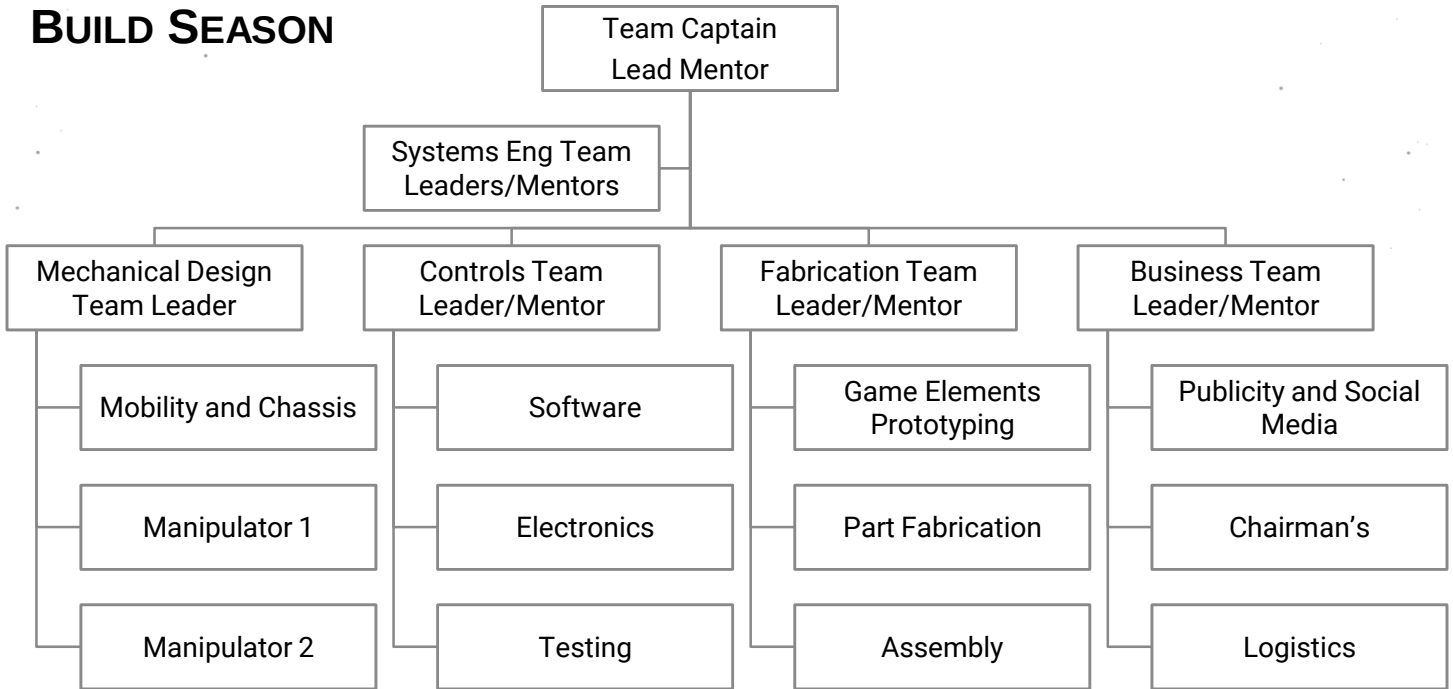 BUILD SEASON
Team Captain
Lead Mentor
Systems Eng Team
Leaders/Mentors
Mechanical Design
Team Leader
Controls Team
Leader/Mentor
Fabrication Team
Leader/Mentor
Business Team
Leader/Mentor
Mobility and Chassis
Software
Game Elements
Prototyping
Publicity and Social
Media
Manipulator 1
Electronics
Part Fabrication
Chairman’s
Manipulator 2
Testing
Assembly
Logistics